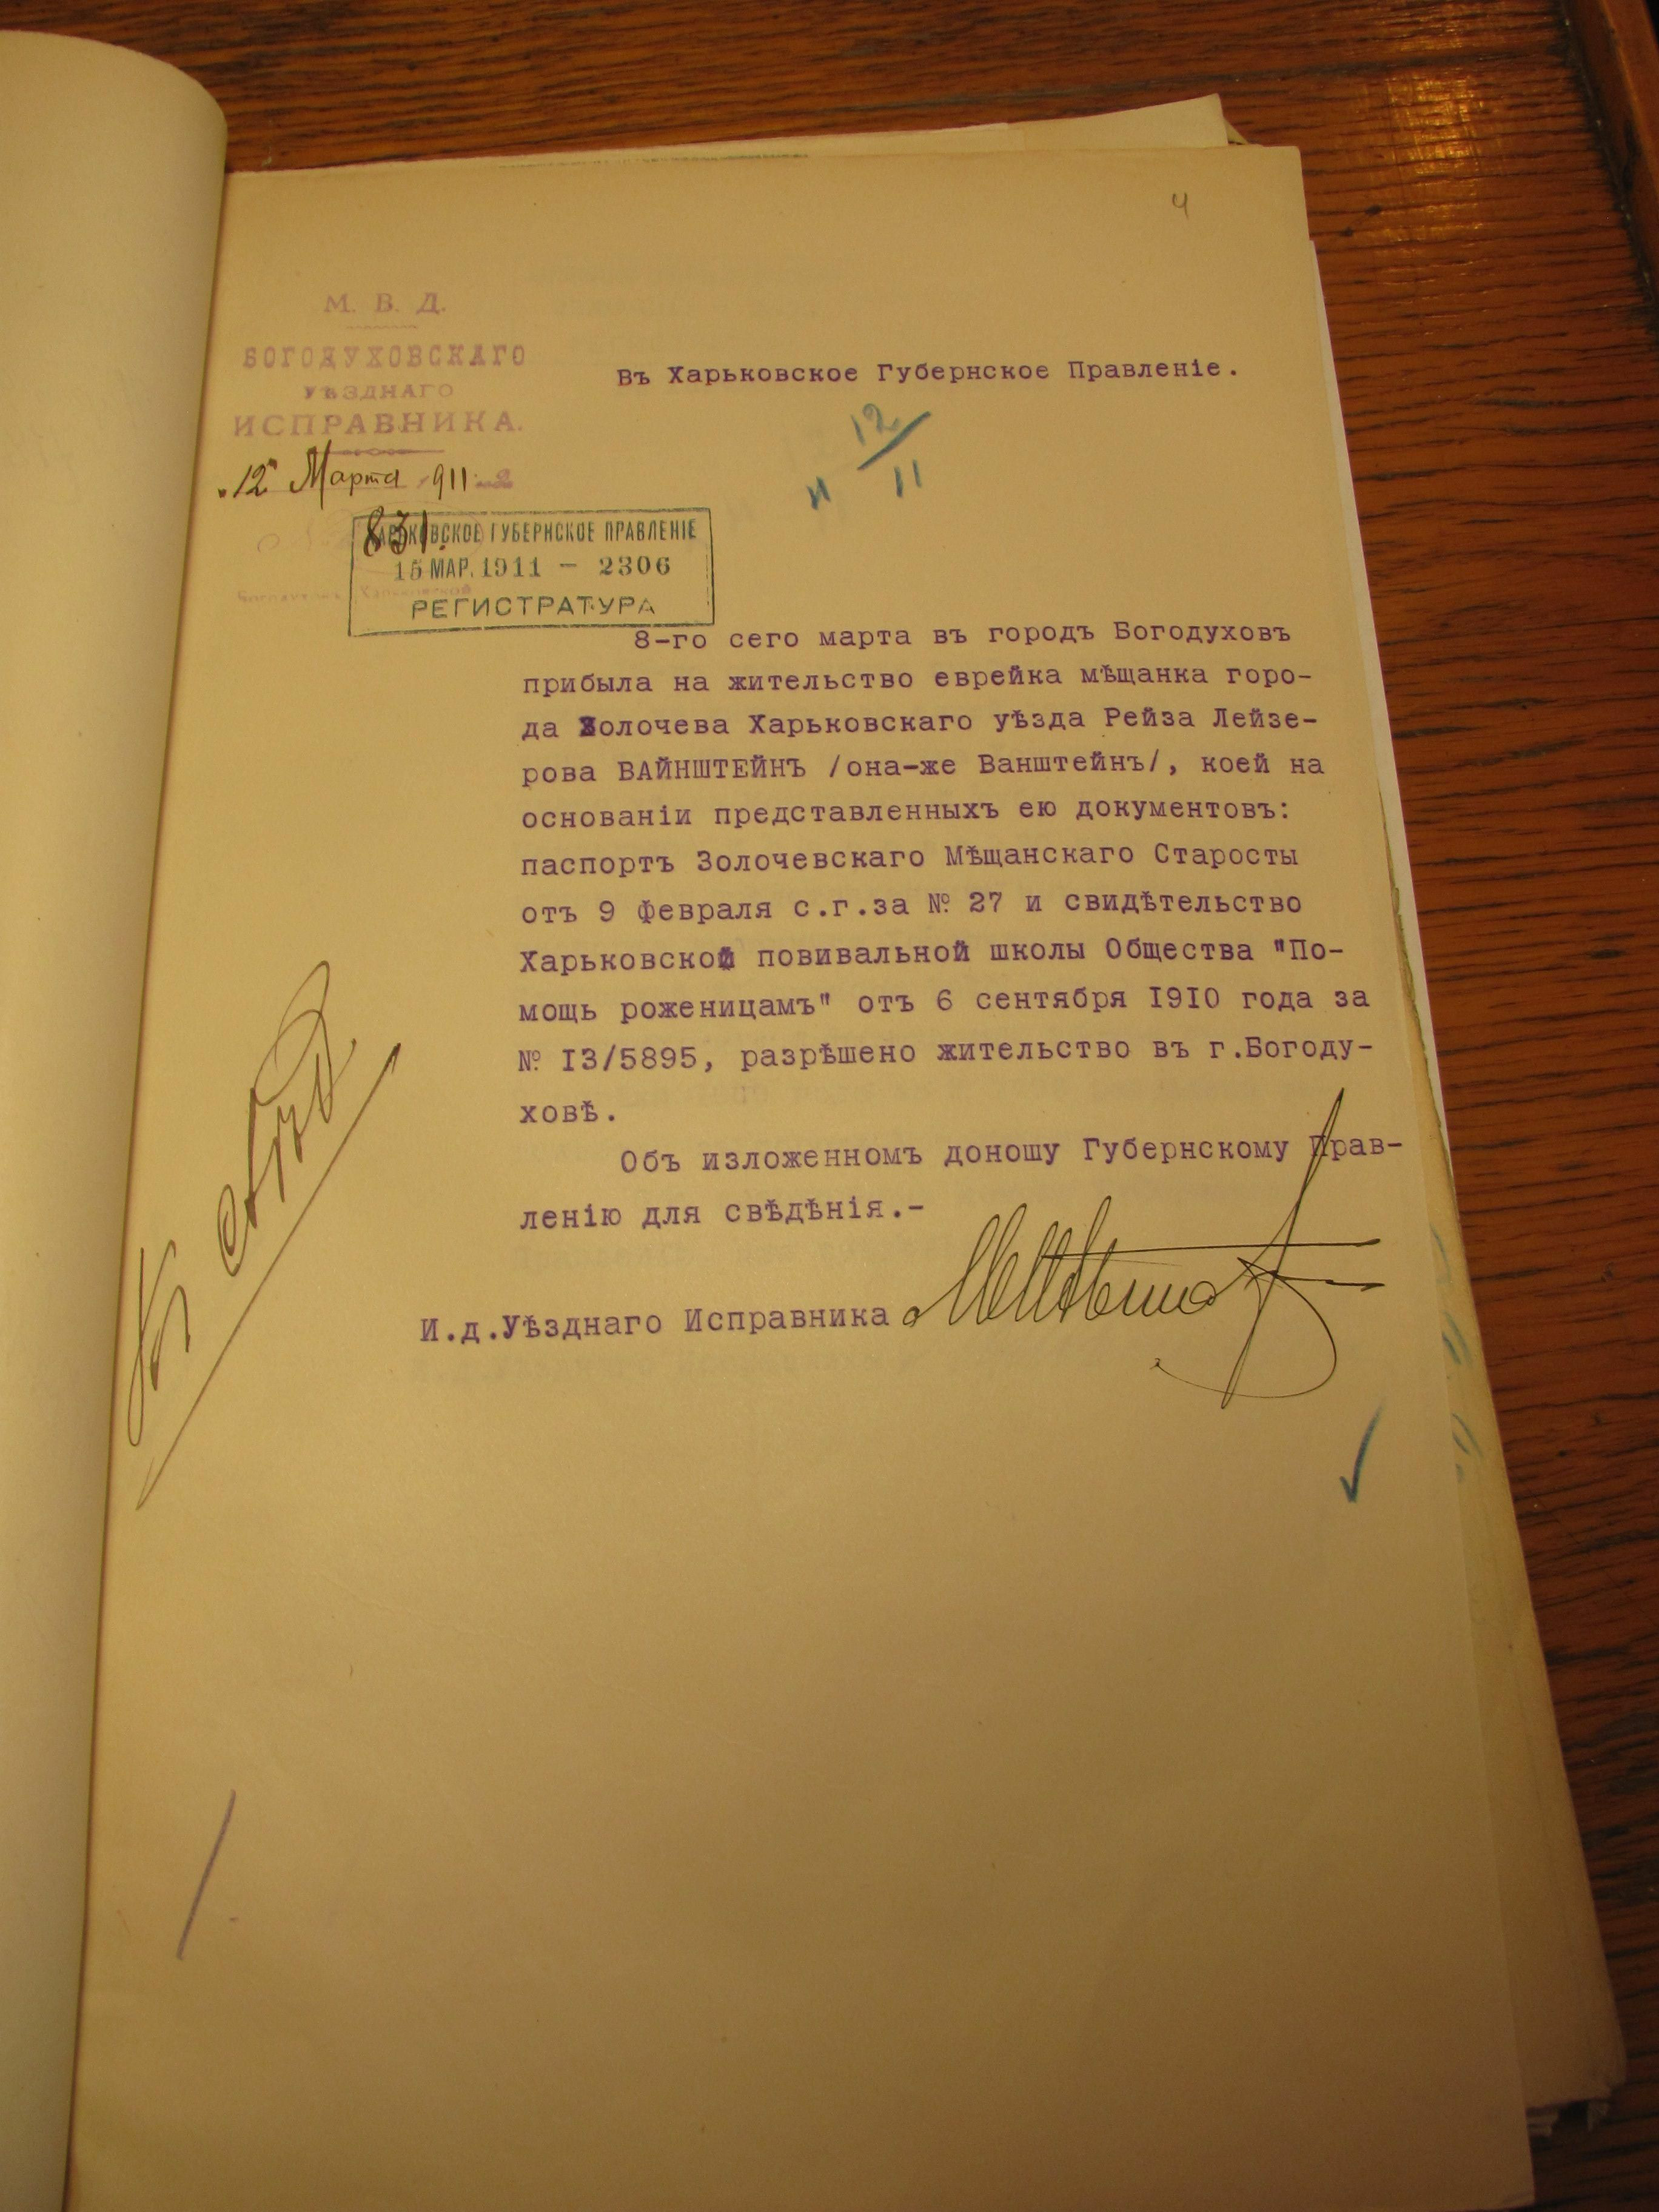 4
М. В. Д.
БОГОДУХОВСКАГО
УѢЗДНАГО
ИСПРАВНИКА.
"12" Марта 1911
831.
Въ Харьковское Губернское Правленіе.
12/11
ХАРЬКОВСКОЕ ГУБЕРНСКОЕ ПРАВЛЕНІЕ
15 МАР. 1911 — 2306
РЕГИСТРАТУРА
8-го сего марта въ городъ Богодуховъ
прибыла на жительство еврейка мѣщанка горо-
да Золочева Харьковскаго уѣзда Рейза Лейзе-
рова ВАЙНШТЕЙНЪ /она-же Ванштейнъ/, коей на
основаніи представленныхъ ею документовъ:
паспортъ Золочевскаго Мѣщанскаго Старосты
отъ 9 февраля с.г.за № 27 и свидѣтельство
Харьковской повивальной школы Общества "По-
мощь роженицамъ" отъ 6 сентября I9I0 года за
№ I3/5895, разрѣшено жительство въ г.Богоду-
ховѣ.
Объ изложенномъ доношу Губернскому Прав-
ленію для свѣдѣнія.-
И.д.Уѣзднаго Исправника